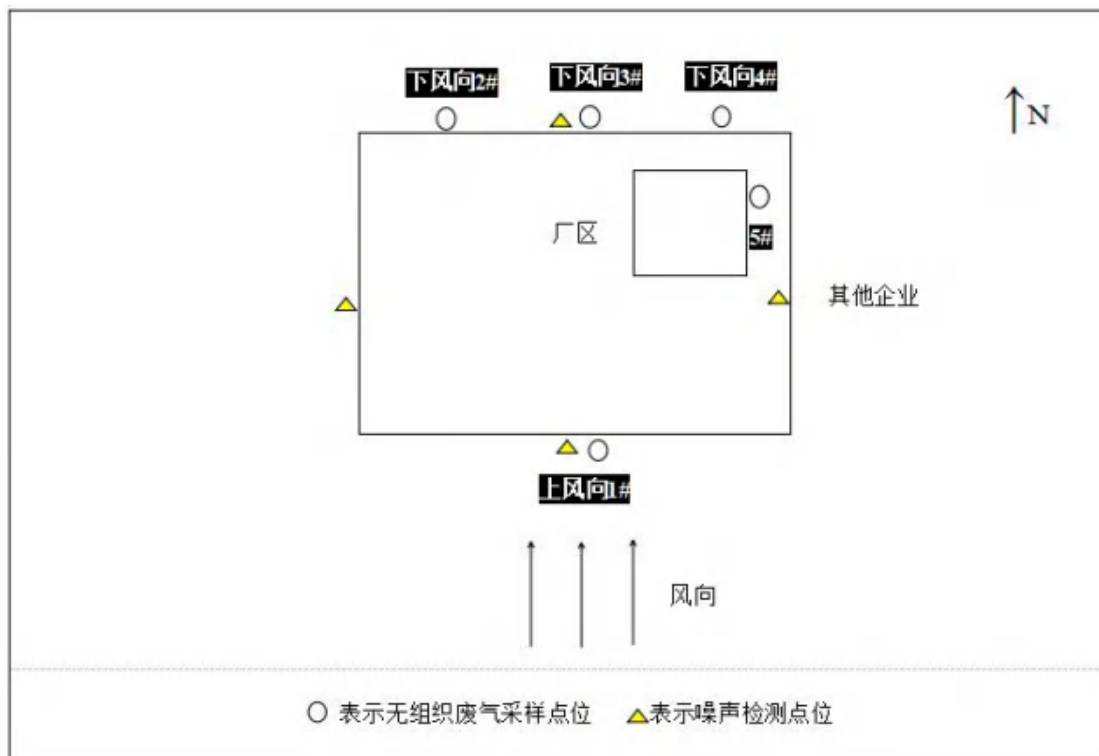 下风向2# 下风向3# 下风向4#
N
厂区
5#
其他企业
上风向1#
风向
表示无组织废气采样点位 表示噪声检测点位